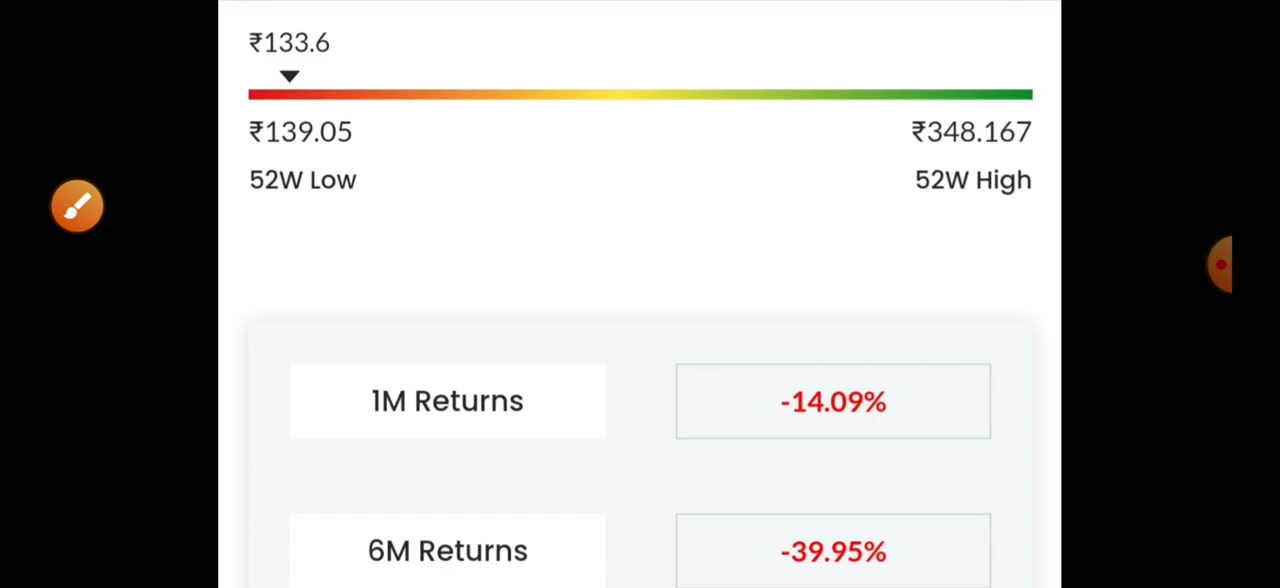 ₹133.6
₹139.05 ₹348.167
52W Low 52W High
1M Returns -14.09%
6M Returns -39.95%